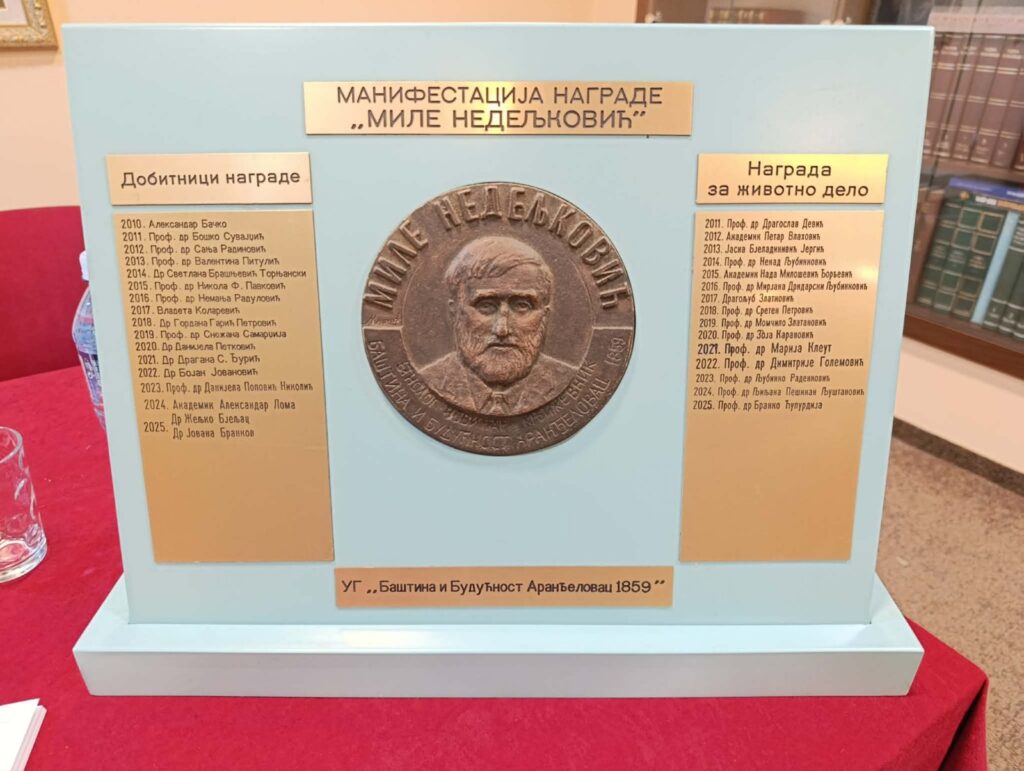 МАНИФЕСТАЦИЈА НАГРАДЕ
„МИЛЕ НЕДЕЉКОВИЋ”
Добитници награде
2010. Александар Бачко
2011. Проф. др Бошко Сувајџић
2012. Проф. др Сања Радиновић
2013. Проф. др Валентина Питулић
2014. Др Светлана Брашњевић Торњански
2015. Проф. др Никола Ф. Павковић
2016. Проф. др Немања Радуловић
2017. Владета Коларевић
2018. Др Гордана Гарић Петровић
2019. Проф. др Снежана Самарџија
2020. Др Данијела Петковић
2021. Др Драгана С. Ђурић
2022. Др Бојан Јовановић
2023. Проф. др Данијела Поповић Николић
2024. Академик Александар Лома
Др Жељко Бјељац
2025.
Др Јована Бранков
МИЛЕ НЕДЕЉКОВИЋ
БАШТИНА И БУДУЋНОСТ АРАНЂЕЛОВАЦ 1859
Награда
за животно дело
2011. Проф. др Драгослав Девић
2012. Академик Петар Влаховић
2013. Јасна Бјеладинивић Јергић
2014. Проф. др Ненад Љубинковић
2015. Академик Нада Милошевић Ђорђевић
2016. Проф. др Мирјана Дридарски Љубинковић
2017. Драгољуб Златковић
2018. Проф. др Сретен Петровић
2019. Проф. др Момчило Златановић
2020. Проф. др Зоја Карановић
2021. Проф. др Марија Клеут
2022. Проф. др Димитрије Големовић
2023. Проф. др Љубинко Раденковић
2024. Проф. др Љиљана Пешикан Љуштановић
2025. Проф. др Бранко Ћупурдија
УГ „Баштина и Будућност Аранђеловац 1859”